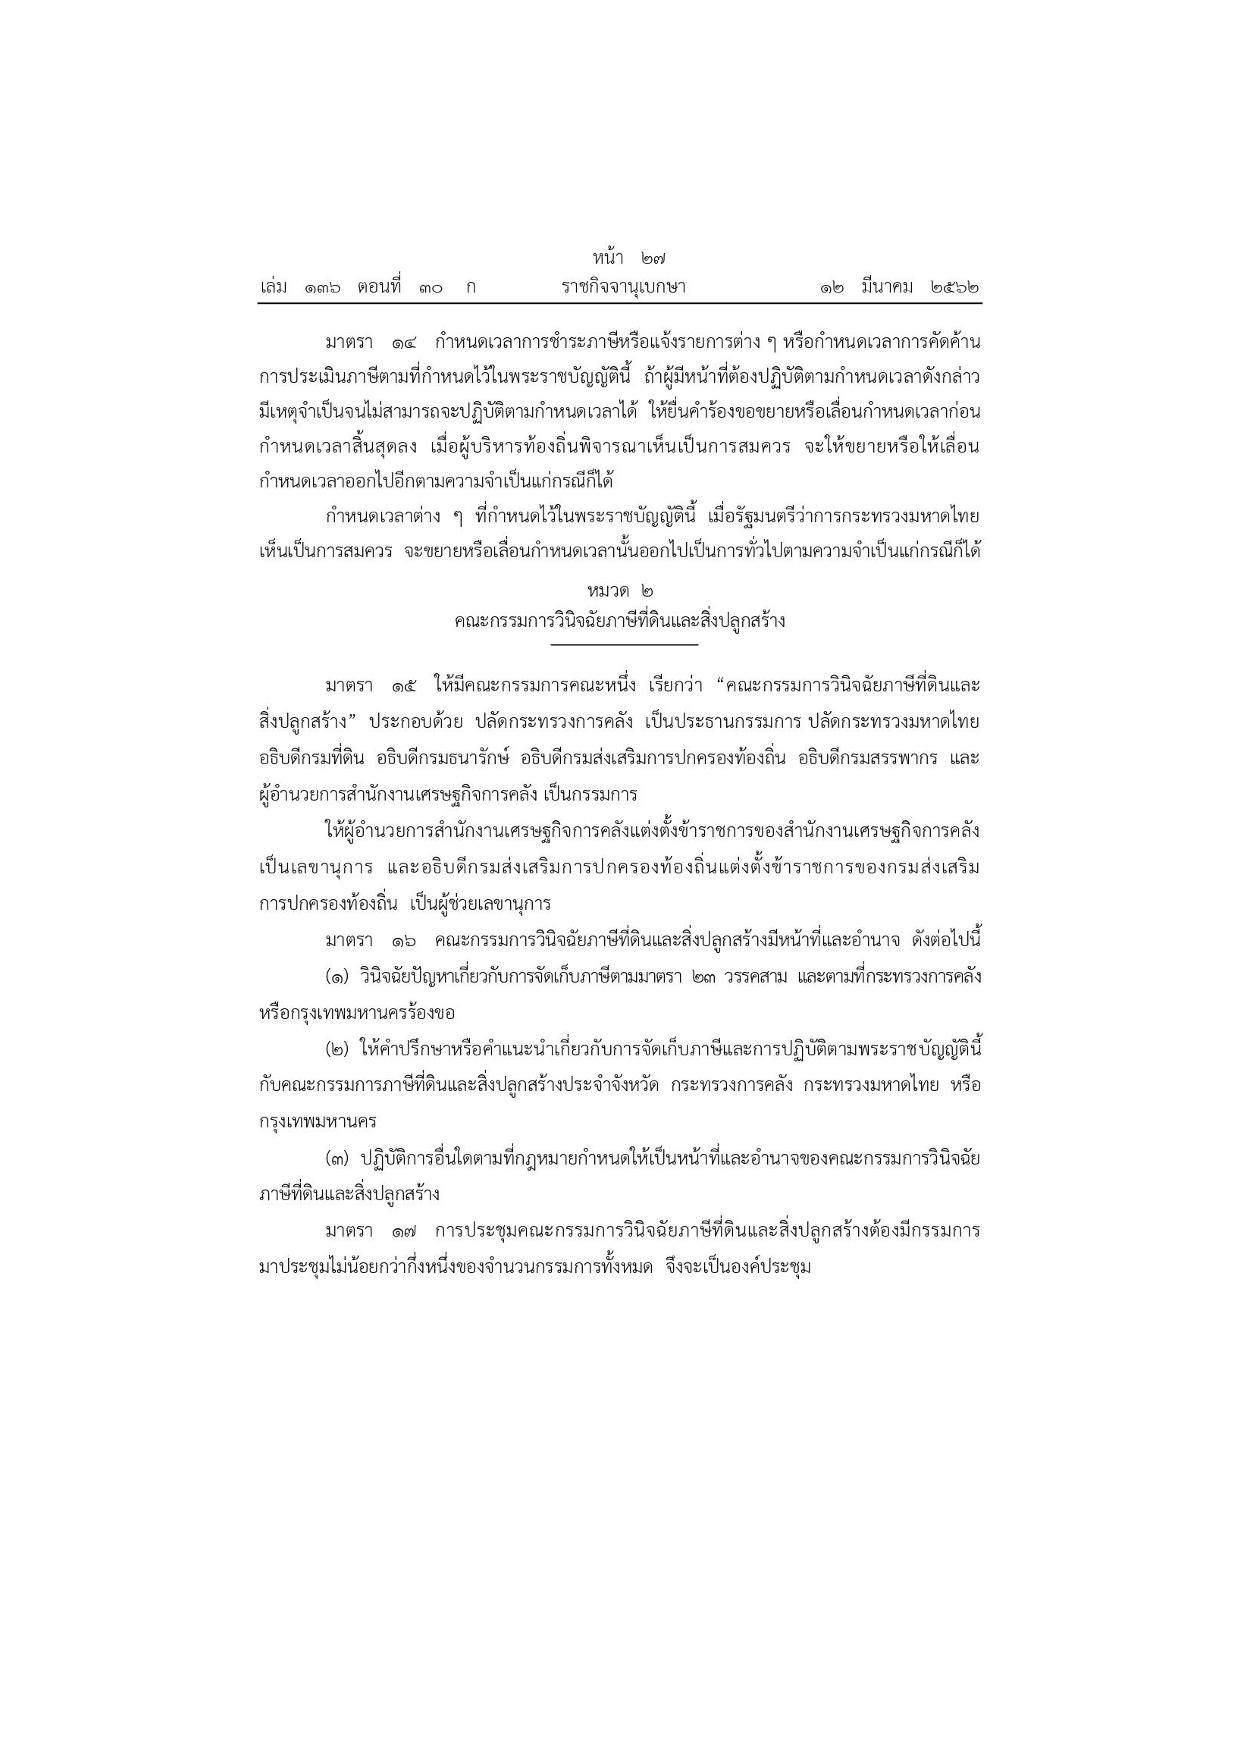 หน้า ๒๗
เล่ม ๑๓๖ ตอนที่ ๓๐ ก ราชกิจจานุเบกษา ๑๒ มีนาคม ๒๕๖๒
มาตรา ๑๔ กำหนดเวลาการชำระภาษีหรือแจ้งรายการต่าง ๆ หรือกำหนดเวลาการคัดค้าน
การประเมินภาษีตามที่กำหนดไว้ในพระราชบัญญัตินี้ ถ้าผู้มีหน้าที่ต้องปฏิบัติตามกำหนดเวลาดังกล่าว
มีเหตุจำเป็นจนไม่สามารถจะปฏิบัติตามกำหนดเวลาได้ ให้ยื่นคำร้องขอขยายหรือเลื่อนกำหนดเวลาก่อน
กำหนดเวลาสิ้นสุดลง เมื่อผู้บริหารท้องถิ่นพิจารณาเห็นเป็นการสมควร จะให้ขยายหรือให้เลื่อน
กำหนดเวลาออกไปอีกตามความจำเป็นแก่กรณีก็ได้
กำหนดเวลาต่าง ๆ ที่กำหนดไว้ในพระราชบัญญัตินี้ เมื่อรัฐมนตรีว่าการกระทรวงมหาดไทย
เห็นเป็นการสมควร จะขยายหรือเลื่อนกำหนดเวลานั้นออกไปเป็นการทั่วไปตามความจำเป็นแก่กรณีก็ได้
หมวด ๒
คณะกรรมการวินิจฉัยภาษีที่ดินและสิ่งปลูกสร้าง
มาตรา ๑๕ ให้มีคณะกรรมการคณะหนึ่ง เรียกว่า “คณะกรรมการวินิจฉัยภาษีที่ดินและ
สิ่งปลูกสร้าง” ประกอบด้วย ปลัดกระทรวงการคลัง เป็นประธานกรรมการ ปลัดกระทรวงมหาดไทย
อธิบดีกรมที่ดิน อธิบดีกรมธนารักษ์ อธิบดีกรมส่งเสริมการปกครองท้องถิ่น อธิบดีกรมสรรพากร และ
ผู้อำนวยการสำนักงานเศรษฐกิจการคลัง เป็นกรรมการ
ให้ผู้อำนวยการสำนักงานเศรษฐกิจการคลังแต่งตั้งข้าราชการของสำนักงานเศรษฐกิจการคลัง
เป็นเลขานุการ และอธิบดีกรมส่งเสริมการปกครองท้องถิ่นแต่งตั้งข้าราชการของกรมส่งเสริม
การปกครองท้องถิ่น เป็นผู้ช่วยเลขานุการ
มาตรา ๑๖ คณะกรรมการวินิจฉัยภาษีที่ดินและสิ่งปลูกสร้างมีหน้าที่และอำนาจ ดังต่อไปนี้
(๑) วินิจฉัยปัญหาเกี่ยวกับการจัดเก็บภาษีตามมาตรา ๒๓ วรรคสาม และตามที่กระทรวงการคลัง
หรือกรุงเทพมหานครร้องขอ
(๒) ให้คำปรึกษาหรือคำแนะนำเกี่ยวกับการจัดเก็บภาษีและการปฏิบัติตามพระราชบัญญัตินี้
กับคณะกรรมการภาษีที่ดินและสิ่งปลูกสร้างประจำจังหวัด กระทรวงการคลัง กระทรวงมหาดไทย หรือ
กรุงเทพมหานคร
(๓) ปฏิบัติการอื่นใดตามที่กฎหมายกำหนดให้เป็นหน้าที่และอำนาจของคณะกรรมการวินิจฉัย
ภาษีที่ดินและสิ่งปลูกสร้าง
มาตรา ๑๗ การประชุมคณะกรรมการวินิจฉัยภาษีที่ดินและสิ่งปลูกสร้างต้องมีกรรมการ
มาประชุมไม่น้อยกว่ากึ่งหนึ่งของจำนวนกรรมการทั้งหมด จึงจะเป็นองค์ประชุม